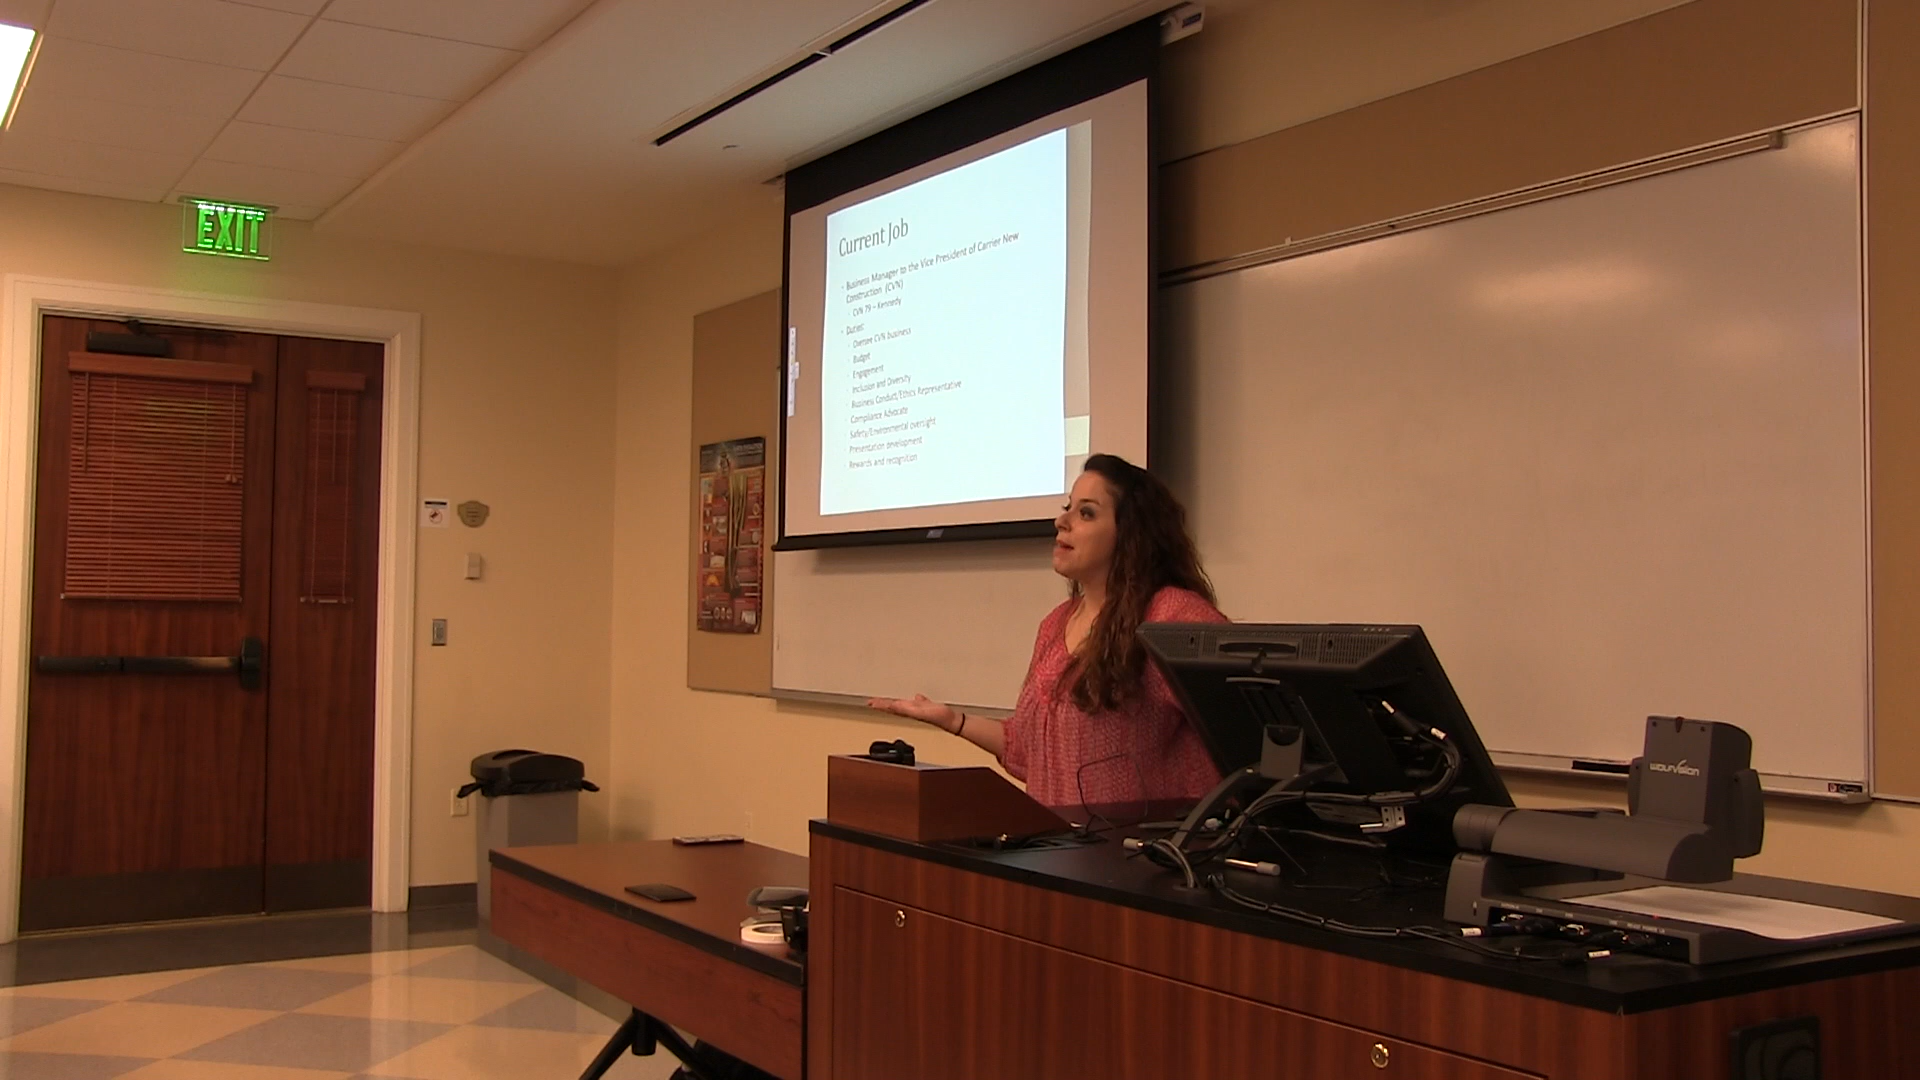 EXIT
Current Job
Business Manager to the Vice President of Carrier New
Construction (CVN)
CVN 79 – Kennedy
Duties:
Oversee CVN business
Budget
Engagement
Inclusion and Diversity
Business Conduct/Ethics Representative
Compliance Advocate
Safety/Environmental oversight
Presentation development
Rewards and recognition
wolfvision